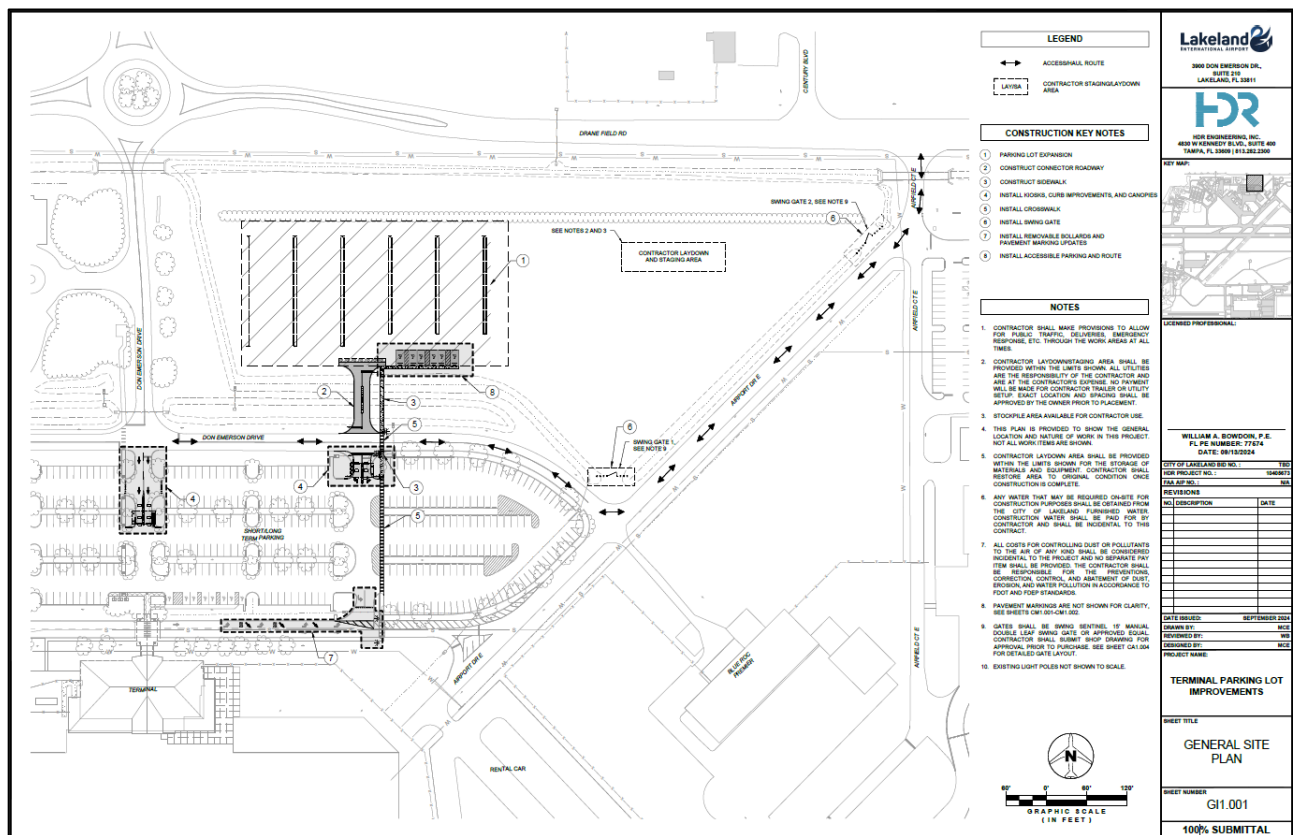 CENTURY BLVD
DRANE FIELD RD
AIRFIELD CT E
SWING GATE 2, SEE NOTE 9
6
SEE NOTES 2 AND 3
CONTRACTOR LAYDOWN
AND STAGING AREA
1
DON EMERSON DRIVE
AIRFIELD CT E
AIRPORT DR E
2
3
8
5
DON EMERSON DRIVE
6
SWING GATE 1,
SEE NOTE 9
4
4
3
5
SHORT/LONG
TERM PARKING
7
AIRPORT DR E
TERMINAL
BLUE ROC
PREMIER
AIRFIELD CT E
RENTAL CAR
LEGEND
ACCESS/HAUL ROUTE
LAY/SA
CONTRACTOR STAGING/LAYDOWN
AREA
CONSTRUCTION KEY NOTES
1 PARKING LOT EXPANSION
2 CONSTRUCT CONNECTOR ROADWAY
3 CONSTRUCT SIDEWALK
4 INSTALL KIOSKS, CURB IMPROVEMENTS, AND CANOPIES
5 INSTALL CROSSWALK
6 INSTALL SWING GATE
7 INSTALL REMOVABLE BOLLARDS AND
PAVEMENT MARKING UPDATES
8 INSTALL ACCESSIBLE PARKING AND ROUTE
NOTES
1. CONTRACTOR SHALL MAKE PROVISIONS TO ALLOW
FOR PUBLIC TRAFFIC, DELIVERIES, EMERGENCY
RESPONSE, ETC. THROUGH THE WORK AREAS AT ALL
TIMES.
2. CONTRACTOR LAYDOWN/STAGING AREA SHALL BE
PROVIDED WITHIN THE LIMITS SHOWN. ALL UTILITIES
ARE THE RESPONSIBILITY OF THE CONTRACTOR AND
ARE AT THE CONTRACTOR'S EXPENSE. NO PAYMENT
WILL BE MADE FOR CONTRACTOR TRAILER OR UTILITY
SETUP. EXACT LOCATION AND SPACING SHALL BE
APPROVED BY THE OWNER PRIOR TO PLACEMENT.
3. STOCKPILE AREA AVAILABLE FOR CONTRACTOR USE.
4. THIS PLAN IS PROVIDED TO SHOW THE GENERAL
LOCATION AND NATURE OF WORK IN THIS PROJECT.
NOT ALL WORK ITEMS ARE SHOWN.
5. CONTRACTOR LAYDOWN AREA SHALL BE PROVIDED
WITHIN THE LIMITS SHOWN FOR THE STORAGE OF
MATERIALS AND EQUIPMENT. CONTRACTOR SHALL
RESTORE AREA TO ORIGINAL CONDITION ONCE
CONSTRUCTION IS COMPLETE.
6. ANY WATER THAT MAY BE REQUIRED ON-SITE FOR
CONSTRUCTION PURPOSES SHALL BE OBTAINED FROM
THE CITY OF LAKELAND FURNISHED WATER.
CONSTRUCTION WATER SHALL BE PAID FOR BY
CONTRACTOR AND SHALL BE INCIDENTAL TO THIS
CONTRACT.
7. ALL COSTS FOR CONTROLLING DUST OR POLLUTANTS
TO THE AIR OF ANY KIND SHALL BE CONSIDERED
INCIDENTAL TO THE PROJECT AND NO SEPARATE PAY
ITEM SHALL BE PROVIDED. THE CONTRACTOR SHALL
BE RESPONSIBLE FOR THE PREVENTIONS,
CORRECTION, CONTROL, AND ABATEMENT OF DUST,
EROSION, AND WATER POLLUTION IN ACCORDANCE TO
FDOT AND FDEP STANDARDS.
8. PAVEMENT MARKINGS ARE NOT SHOWN FOR CLARITY,
SEE SHEETS CM1.001-CM1.002.
9. GATES SHALL BE SWING SENTINEL 15' MANUAL
DOUBLE LEAF SWING GATE OR APPROVED EQUAL.
CONTRACTOR SHALL SUBMIT SHOP DRAWING FOR
APPROVAL PRIOR TO PURCHASE. SEE SHEET CA1.004
FOR DETAILED GATE LAYOUT.
10. EXISTING LIGHT POLES NOT SHOWN TO SCALE.
N
60' 0' 60' 120'
GRAPHIC SCALE
( IN FEET )
Lakeland
INTERNATIONAL AIRPORT
3900 DON EMERSON DR.,
SUITE 210
LAKELAND, FL 33811
HDR
HDR ENGINEERING, INC.
4830 W KENNEDY BLVD., SUITE 400
TAMPA, FL 33609 | 813.282.2300
KEY MAP:
LICENSED PROFESSIONAL:
WILLIAM A. BOWDOIN, P.E.
FL PE NUMBER: 77674
DATE: 09/13/2024
CITY OF LAKELAND BID NO. : TBD
HDR PROJECT NO. :
FAA AIP NO. : N/A
REVISIONS
NO. DESCRIPTION DATE
DATE ISSUED: SEPTEMBER 2024
DRAWN BY: MCE
REVIEWED BY: WB
DESIGNED BY: MCE
PROJECT NAME:
TERMINAL PARKING LOT
IMPROVEMENTS
SHEET TITLE
GENERAL SITE
PLAN
SHEET NUMBER
GI1.001
100% SUBMITTAL